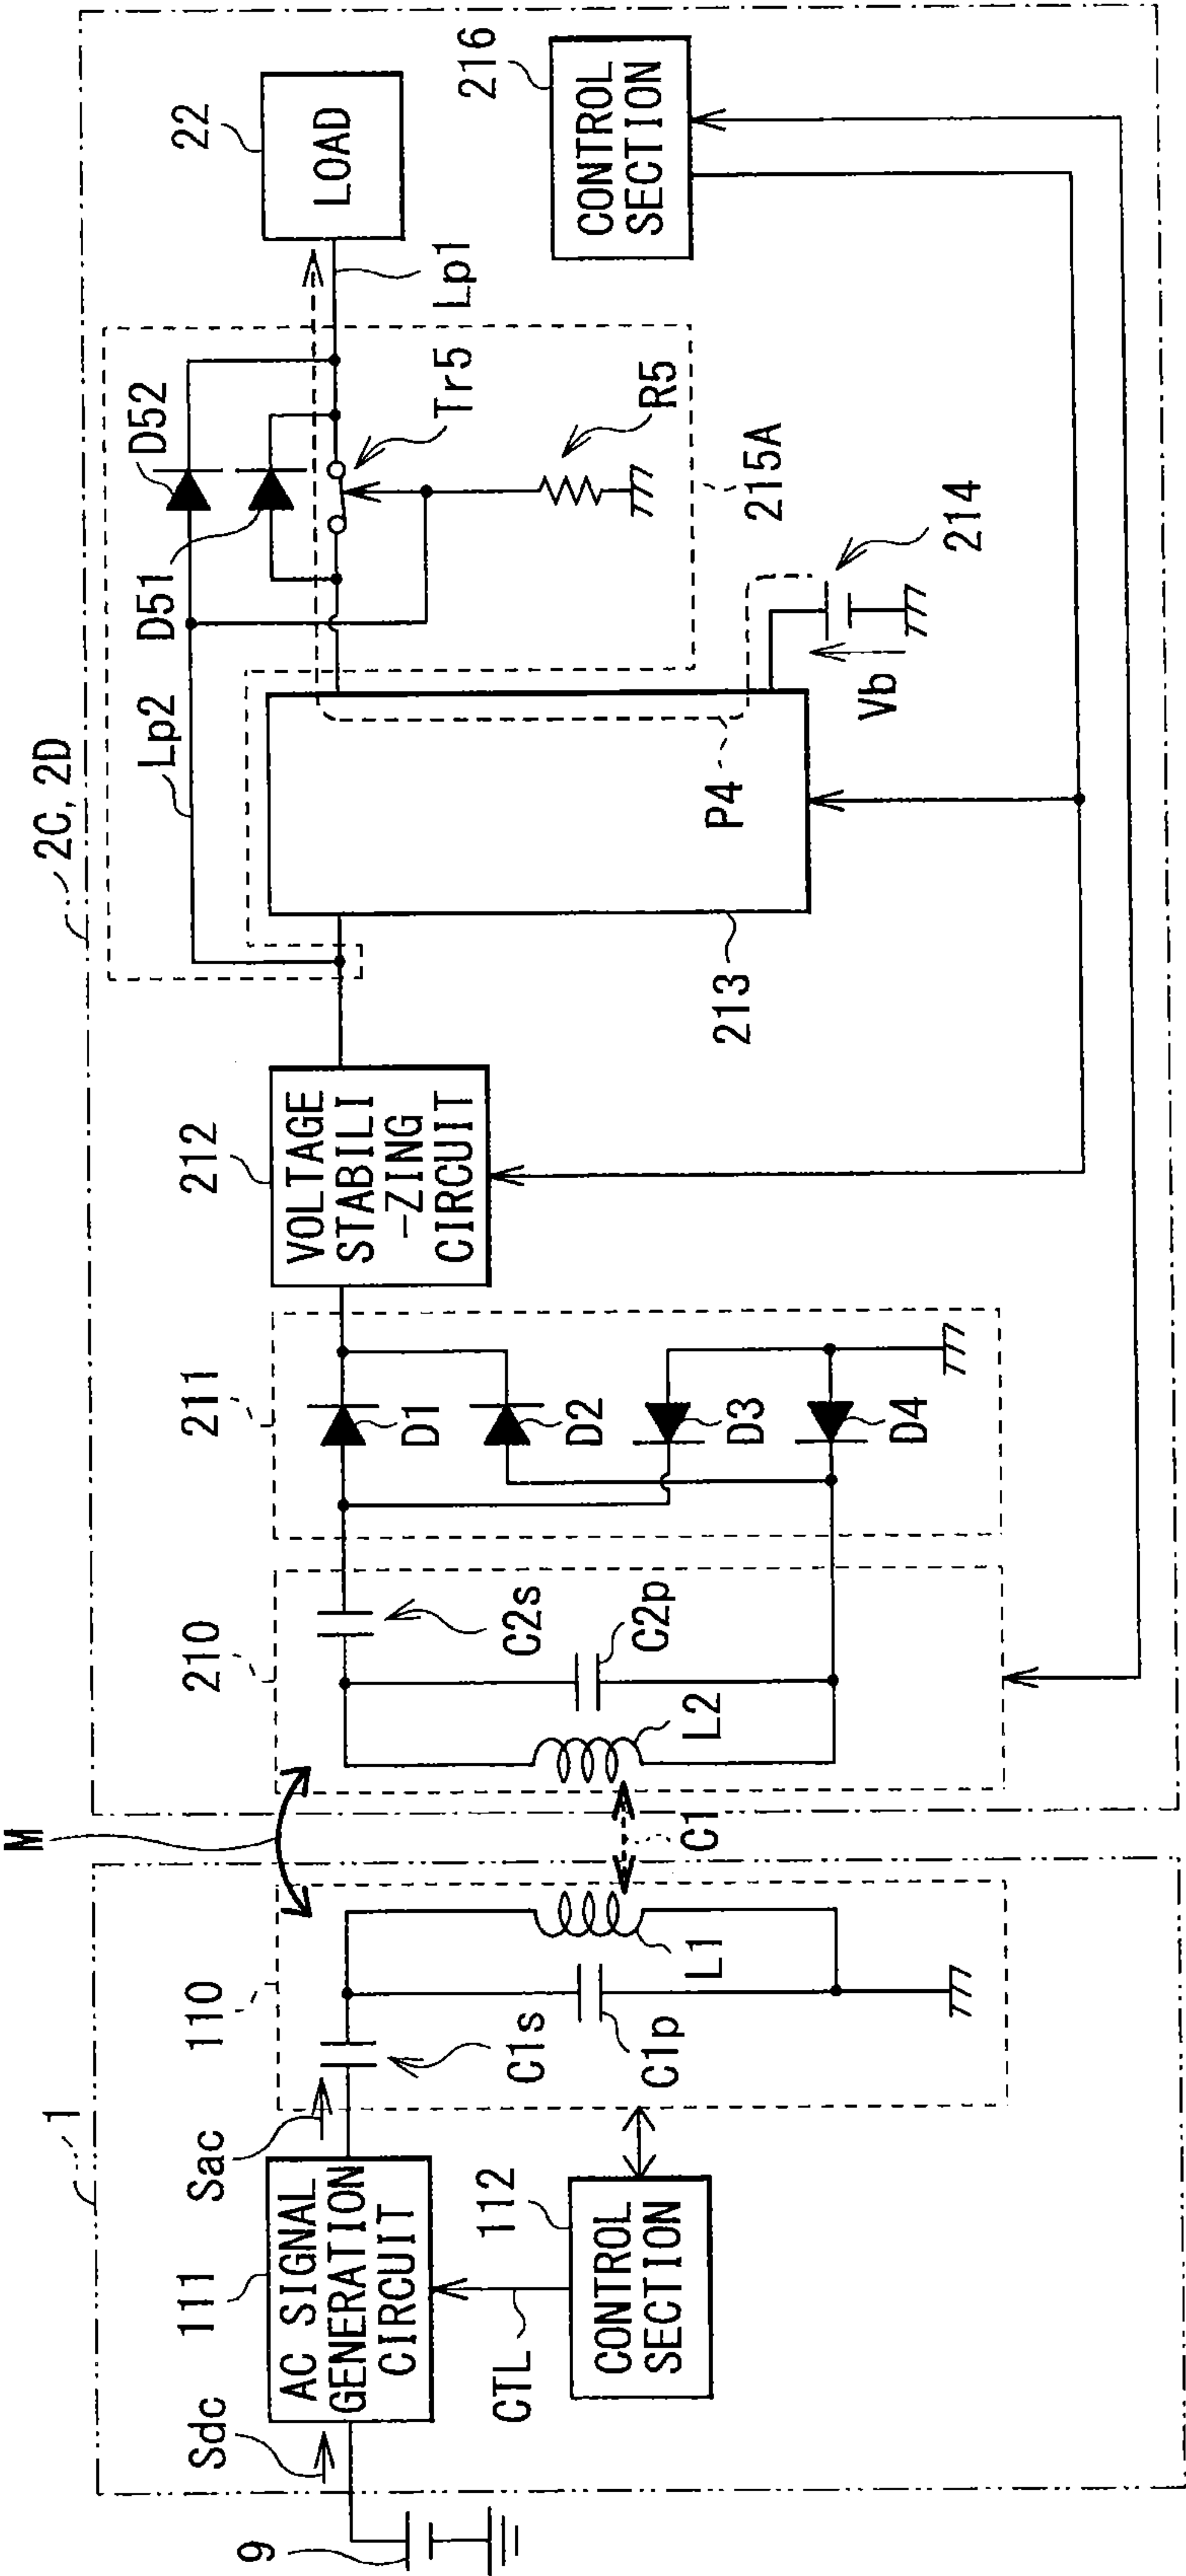 2C, 2D
1
M
Sdc
111
AC SIGNAL
GENERATION
CIRCUIT
Sac
110
C1s
L1
C1p
112
CONTROL
SECTION
CTL
9
C1
210
C2s
C2p
L2
211
D1
D2
D3
D4
212
VOLTAGE
STABILI
-ZING
CIRCUIT
Lp2
213
P4
D51
D52
Tr5
R5
215A
214
Vb
Lp1
22
LOAD
216
CONTROL
SECTION